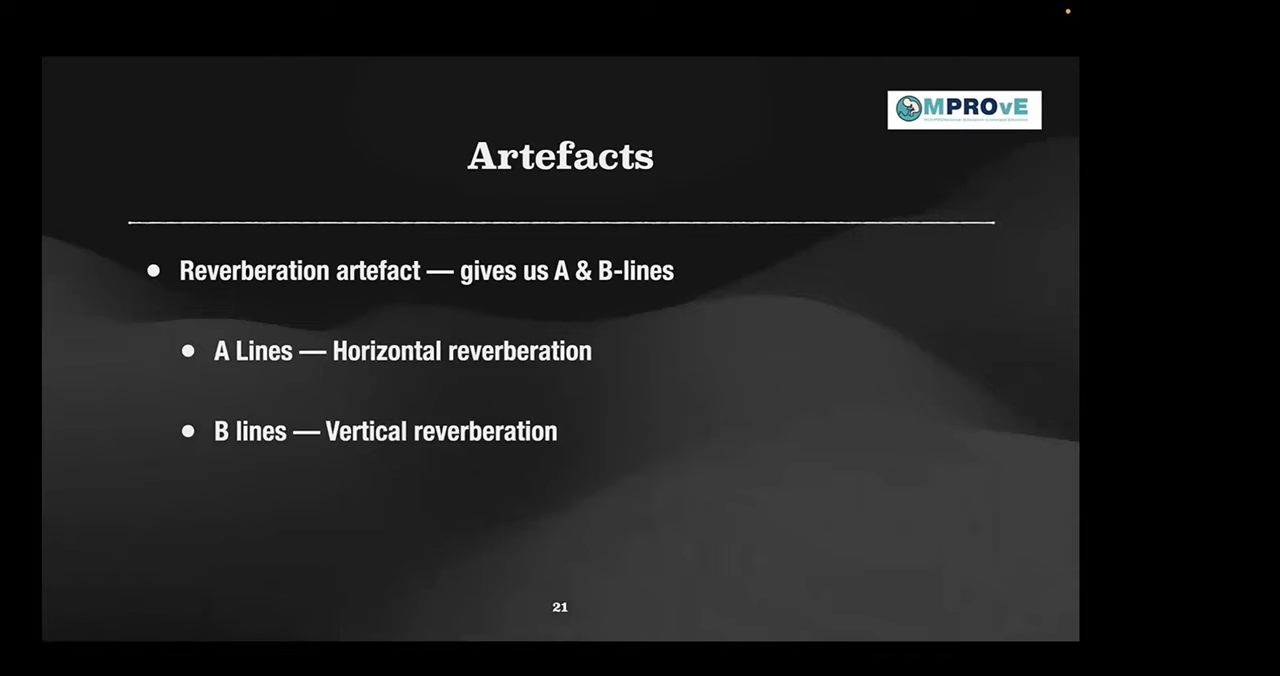 MPROvE
Artefacts
Reverberation artefact — gives us A & B-lines
A Lines — Horizontal reverberation
B lines — Vertical reverberation
21